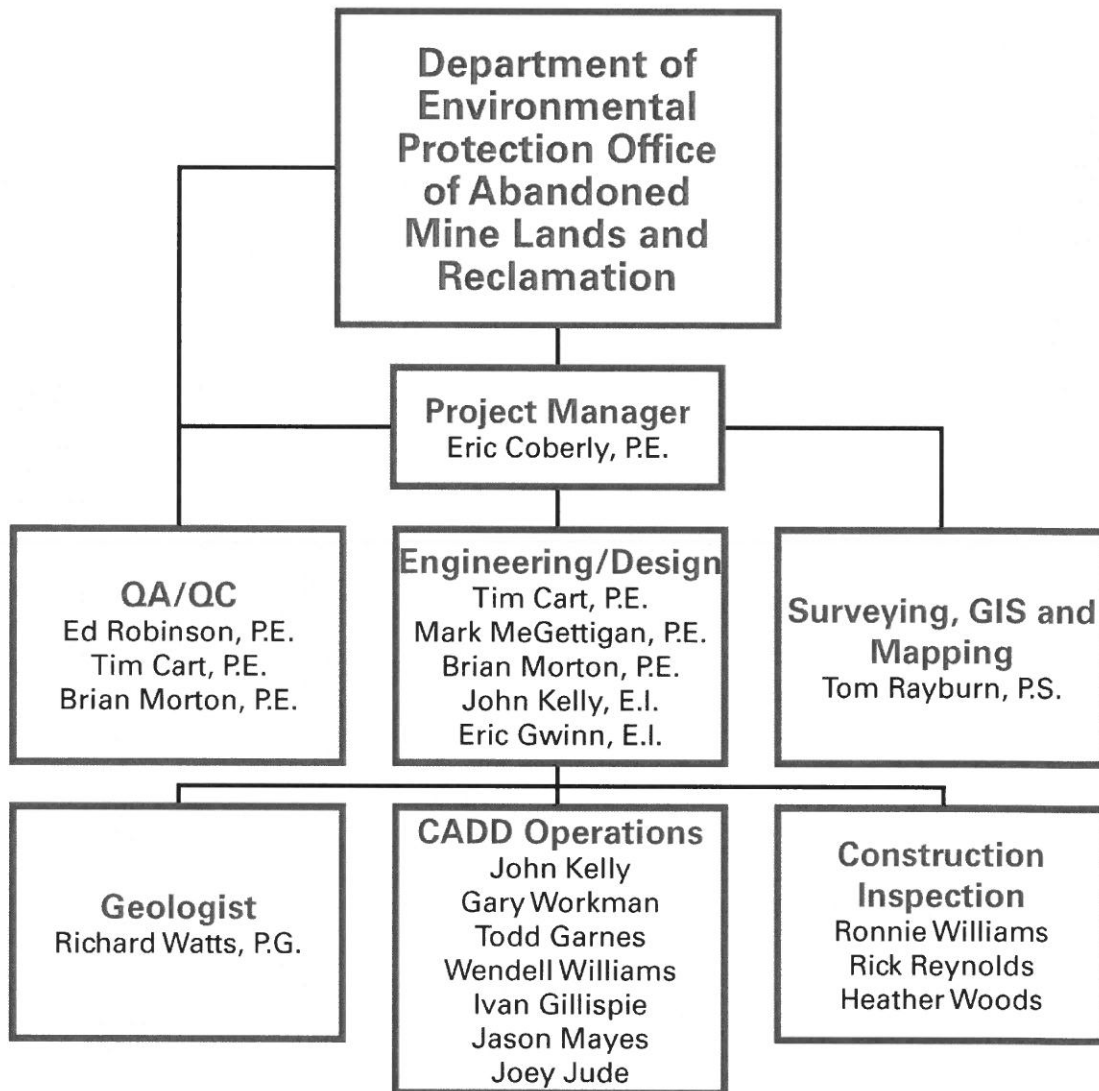 Department of
Environmental
Protection Office
of Abandoned
Mine Lands and
Reclamation
Project Manager
Eric Coberly, P.E.
QA/QC
Ed Robinson, P.E.
Tim Cart, P.E.
Brian Morton, P.E.
Engineering/Design
Tim Cart, P.E.
Mark MeGettigan, P.E.
Brian Morton, P.E.
John Kelly, E.I.
Eric Gwinn, E.I.
Surveying, GIS and
Mapping
Tom Rayburn, P.S.
Geologist
Richard Watts, P.G.
CADD Operations
John Kelly
Gary Workman
Todd Garnes
Wendell Williams
Ivan Gillispie
Jason Mayes
Joey Jude
Construction
Inspection
Ronnie Williams
Rick Reynolds
Heather Woods